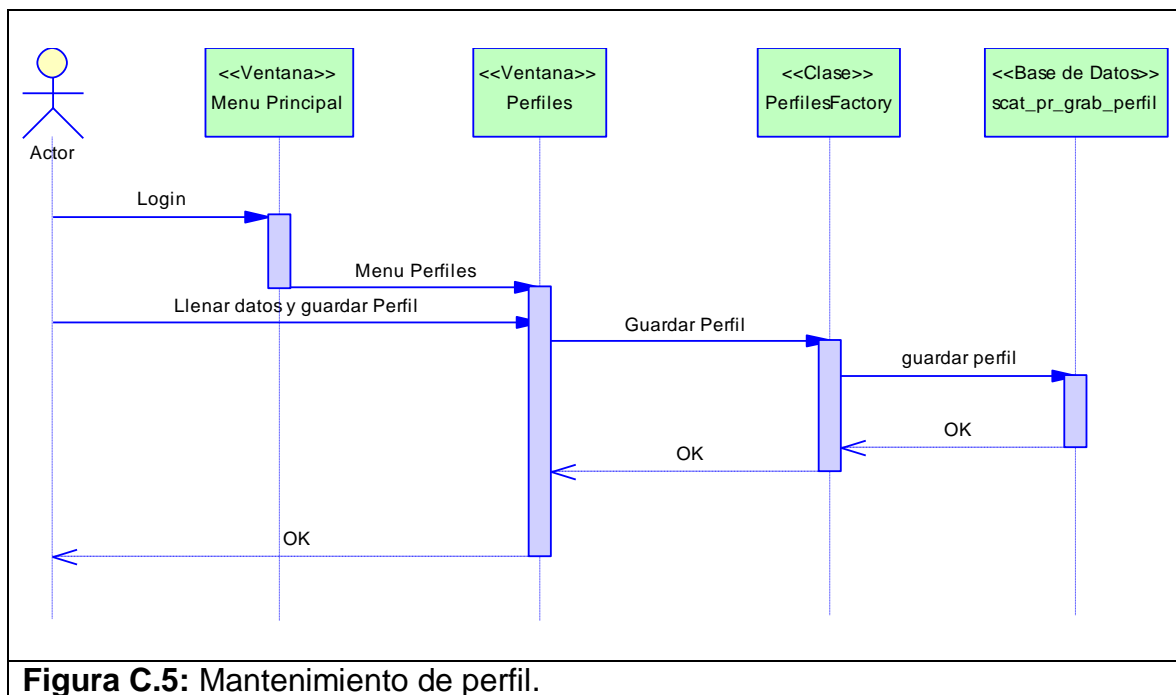 <<Ventana>>
Menu Principal
<<Ventana>>
Perfiles
<<Clase>>
PerfilesFactory
<<Base de Datos>>
scat_pr_grab_perfil
Actor
Login
Menu Perfiles
Llenar datos y guardar Perfil
Guardar Perfil
guardar perfil
OK
OK
OK
Figura C.5: Mantenimiento de perfil.